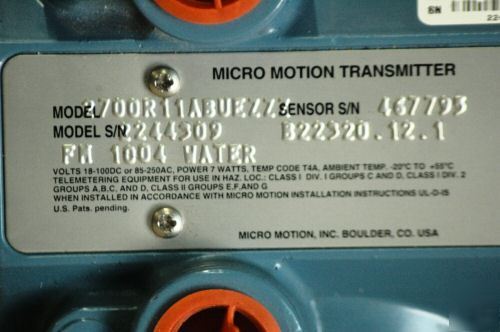 MICRO MOTION TRANSMITTER
MODEL 2700R11ABUEZZZ SENSOR S/N 467793
MODEL S/N 2244309 B22320.12.1
FM 1004 WATER
VOLTS 18-100DC or 85-250AC, POWER 7 WATTS, TEMP CODE T4A, AMBIENT TEMP. -20°C TO +55°C
TELEMETERING EQUIPMENT FOR USE IN HAZ. LOC.: CLASS I DIV. I GROUPS C AND D, CLASS I DIV. 2
GROUPS A,B,C, AND D, CLASS II GROUPS E,F,AND G
WHEN INSTALLED IN ACCORDANCE WITH MICRO MOTION INSTALLATION INSTRUCTIONS UL-D-IS
U.S. Pats. pending.
MICRO MOTION, INC. BOULDER, CO. USA